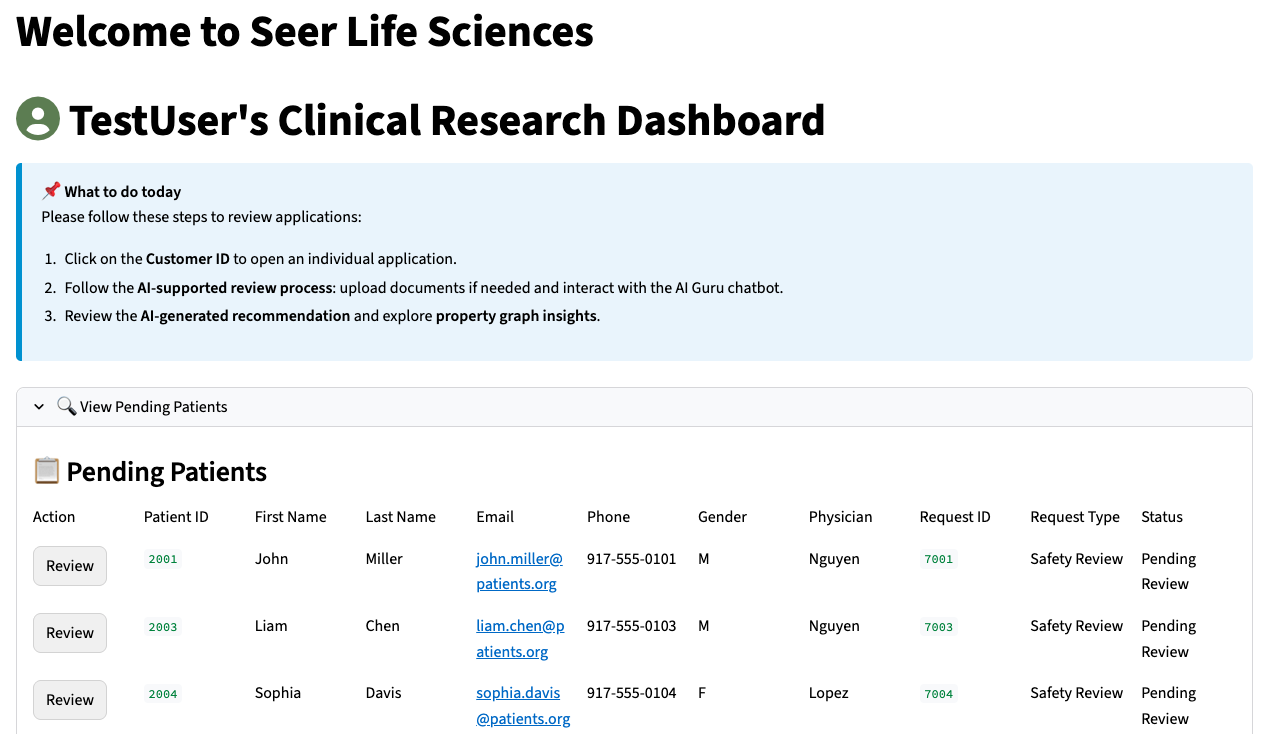 Welcome to Seer Life Sciences
TestUser's Clinical Research Dashboard
What to do today
Please follow these steps to review applications:
1. Click on the Customer ID to open an individual application.
2. Follow the AI-supported review process: upload documents if needed and interact with the AI Guru chatbot.
3. Review the AI-generated recommendation and explore property graph insights.
View Pending Patients
Pending Patients
Action Patient ID First Name Last Name Email Phone Gender Physician Request ID Request Type Status
Review 2001 John Miller john.miller@ 917-555-0101 M Nguyen 7001 Safety Review Pending
patients.org Review
Review 2003 Liam Chen liam.chen@p 917-555-0103 M Nguyen 7003 Safety Review Pending
atients.org Review
Review 2004 Sophia Davis sophia.davis 917-555-0104 F Lopez 7004 Safety Review Pending
@patients.org Review